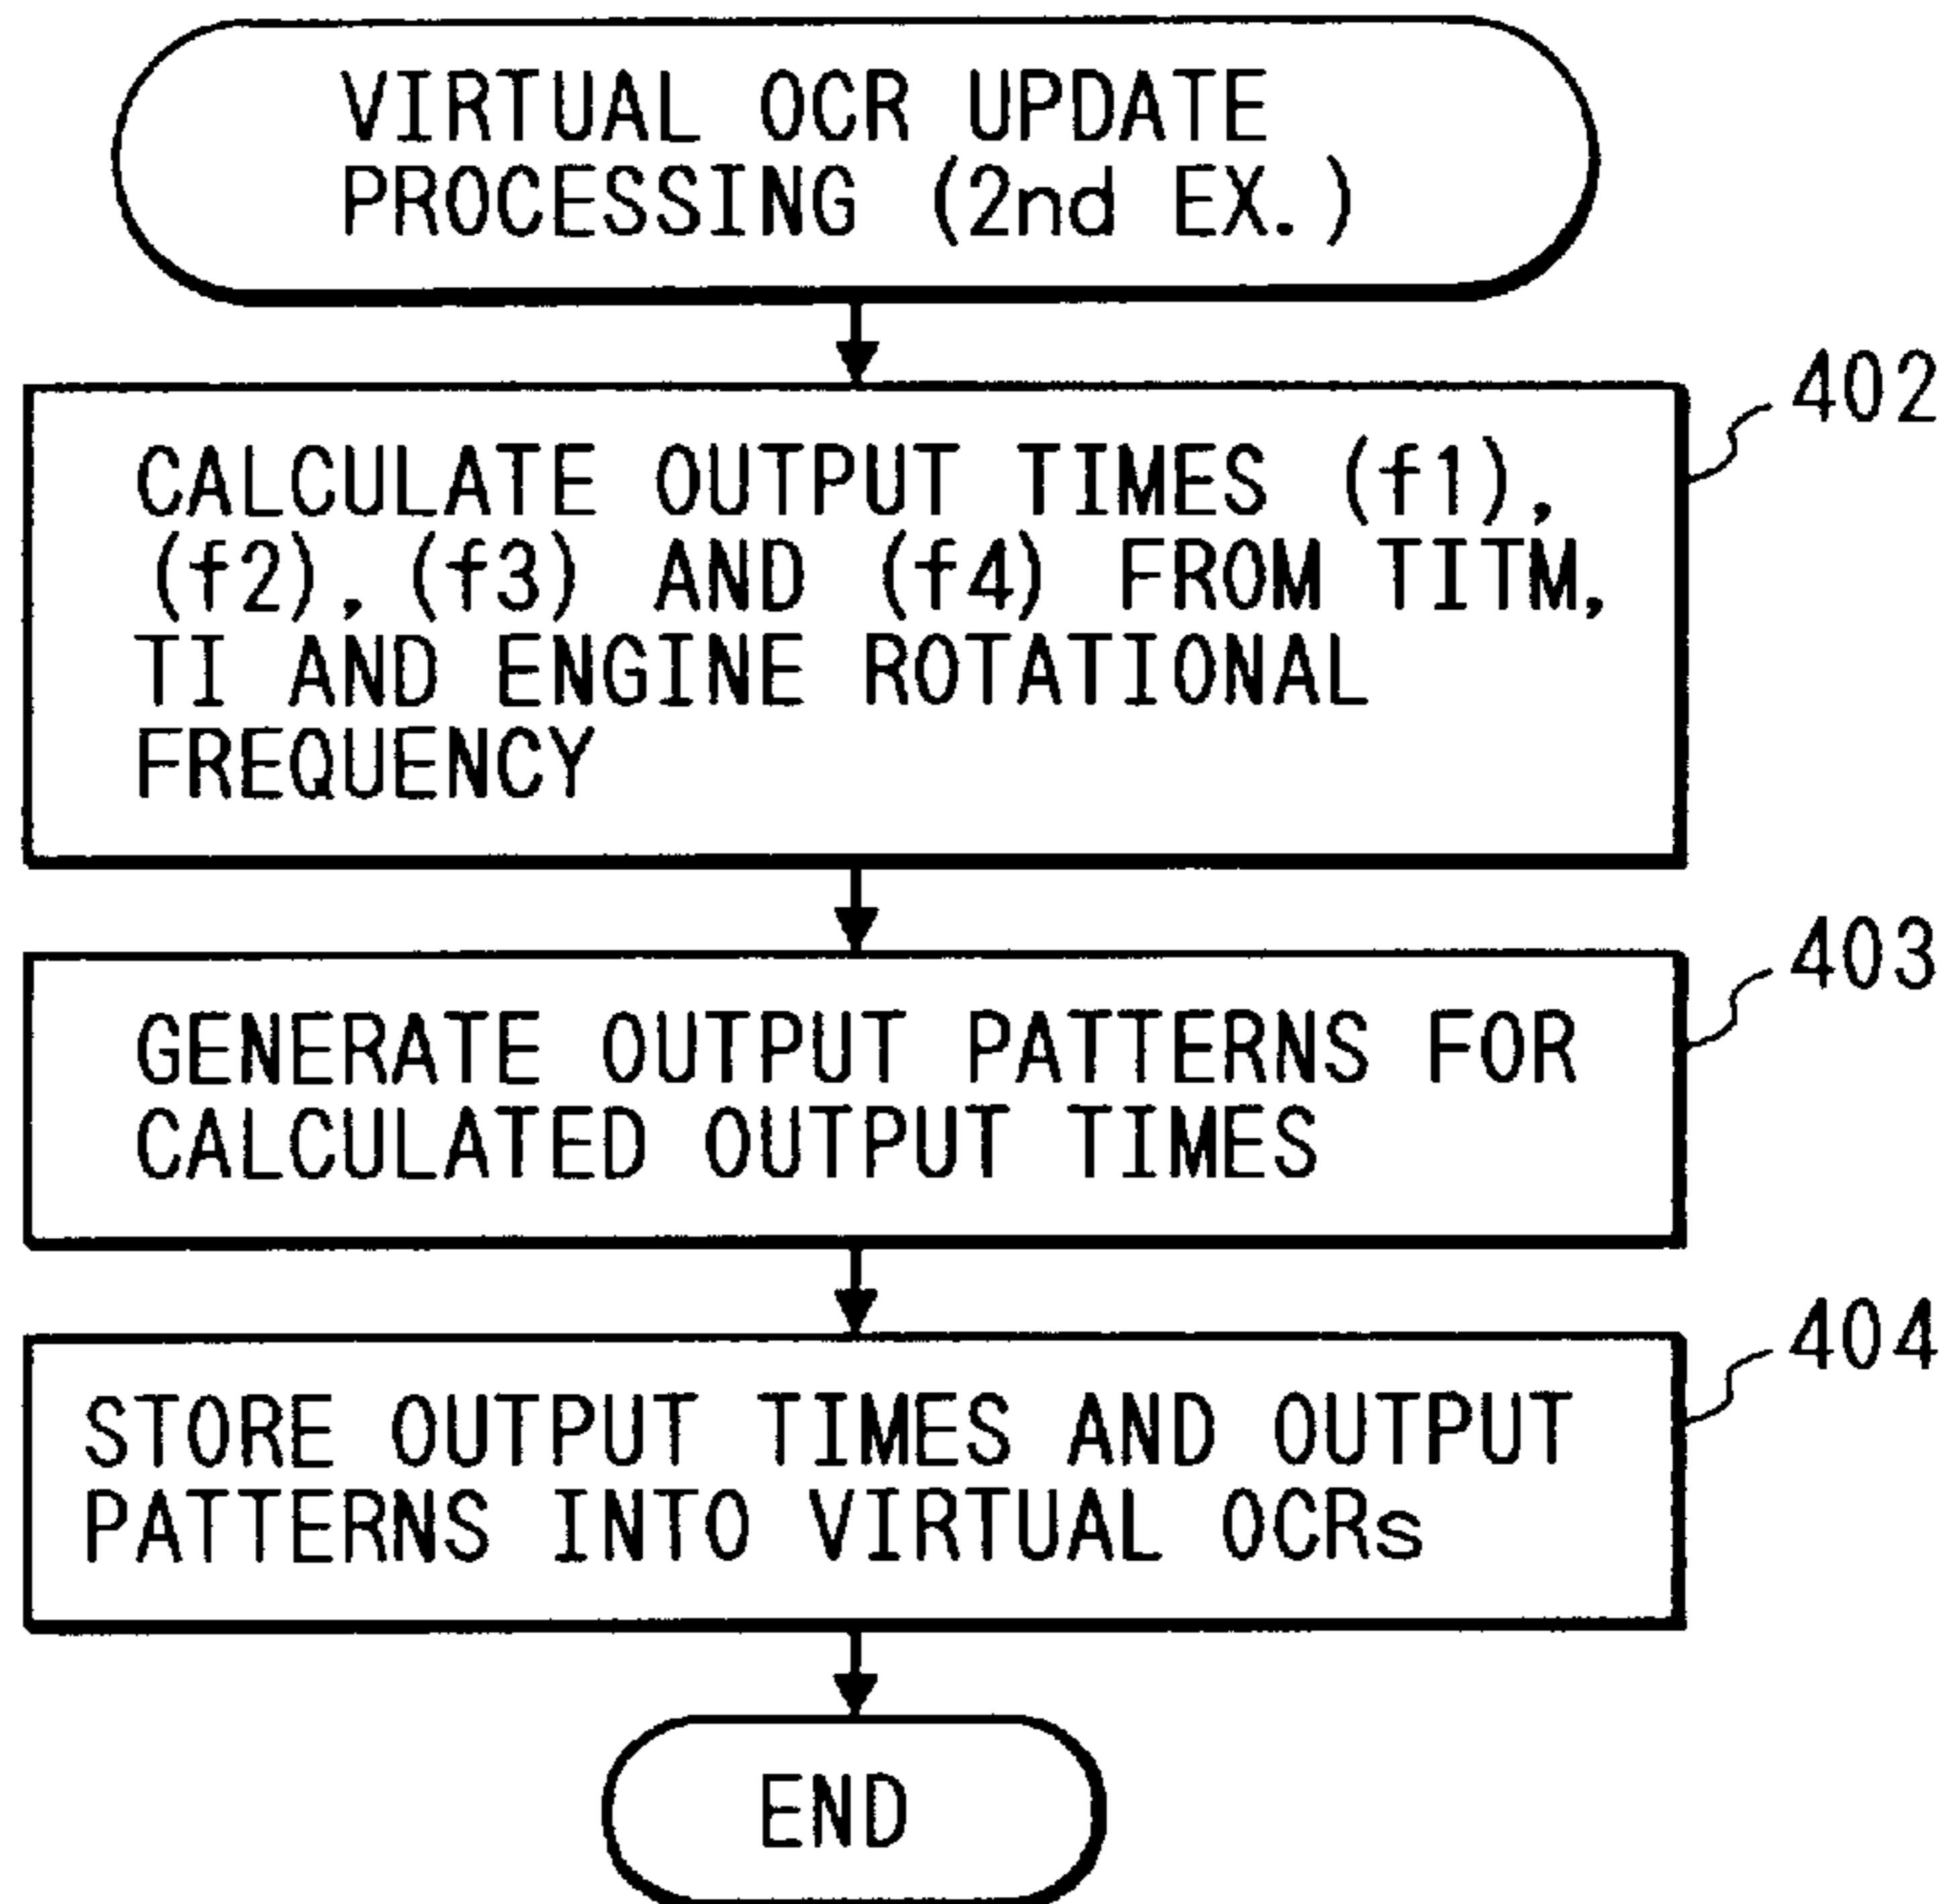 VIRTUAL OCR UPDATE
PROCESSING (2nd EX.)
402
CALCULATE OUTPUT TIMES (f1),
(f2), (f3) AND (f4) FROM TITM,
TI AND ENGINE ROTATIONAL
FREQUENCY
403
GENERATE OUTPUT PATTERNS FOR
CALCULATED OUTPUT TIMES
404
STORE OUTPUT TIMES AND OUTPUT
PATTERNS INTO VIRTUAL OCRs
END